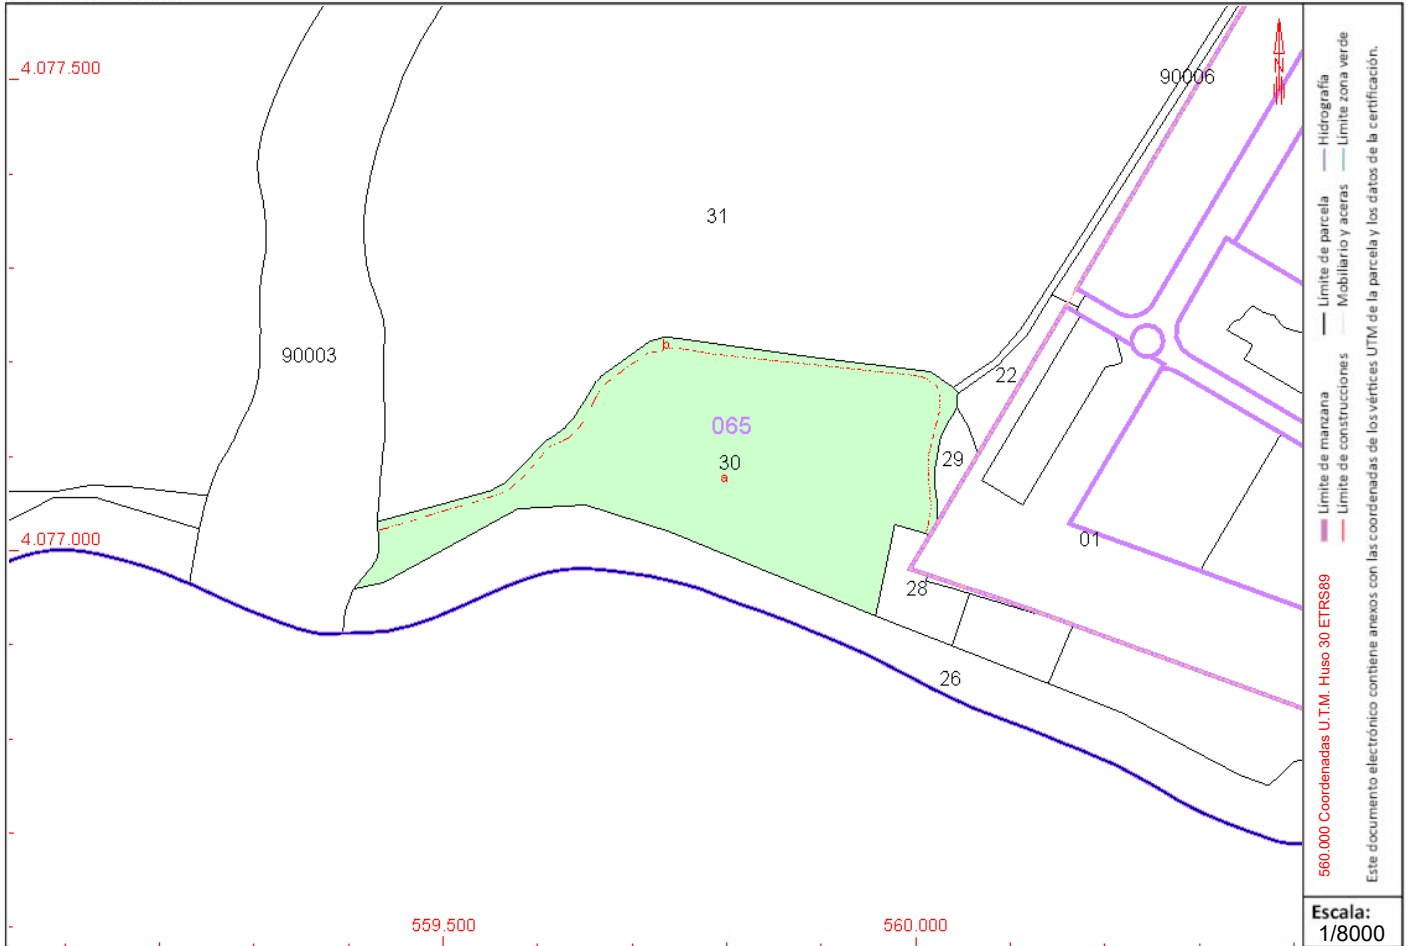 4.077.500
90006
31
90003
22
065
30
a
b
29
4.077.000
01
28
26
559.500
560.000
N
Límite de manzana
Límite de parcela
Hidrografía
Límite de construcciones
Mobiliario y aceras
Límite zona verde
560.000 Coordenadas U.T.M. Huso 30 ETRS89
Este documento electrónico contiene anexos con las coordenadas de los vértices UTM de la parcela y los datos de la certificación.
Escala:
1/8000